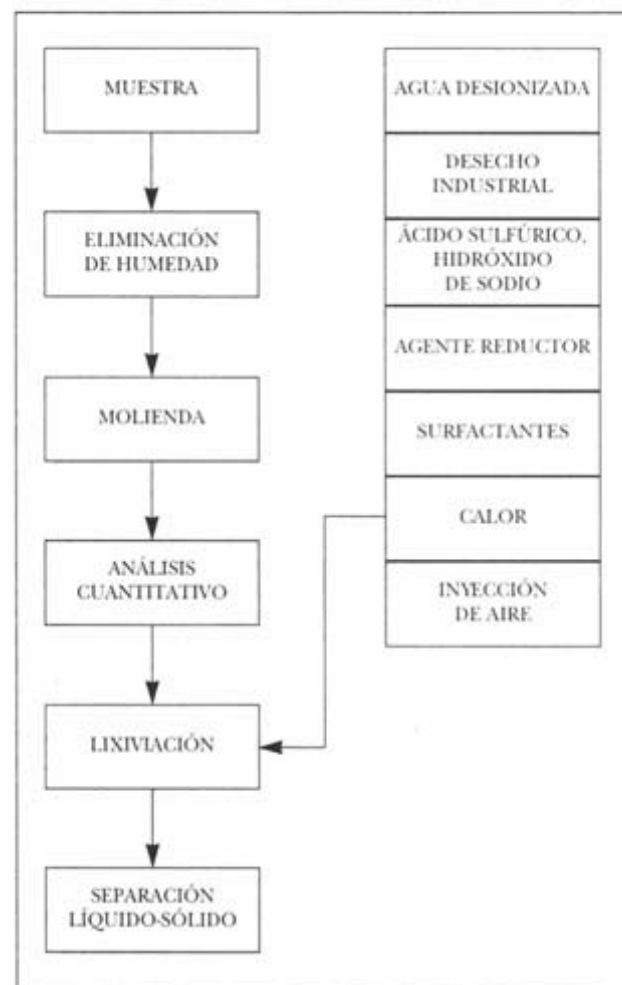 MUESTRA
ELIMINACIÓN
DE HUMEDAD
MOLIENDA
ANÁLISIS
CUANTITATIVO
LIXIVIACIÓN
SEPARACIÓN
LÍQUIDO-SÓLIDO
AGUA DESIONIZADA
DESECHO
INDUSTRIAL
ÁCIDO SULFÚRICO,
HIDRÓXIDO
DE SODIO
AGENTE REDUCTOR
SURFACTANTES
CALOR
INYECCIÓN
DE AIRE